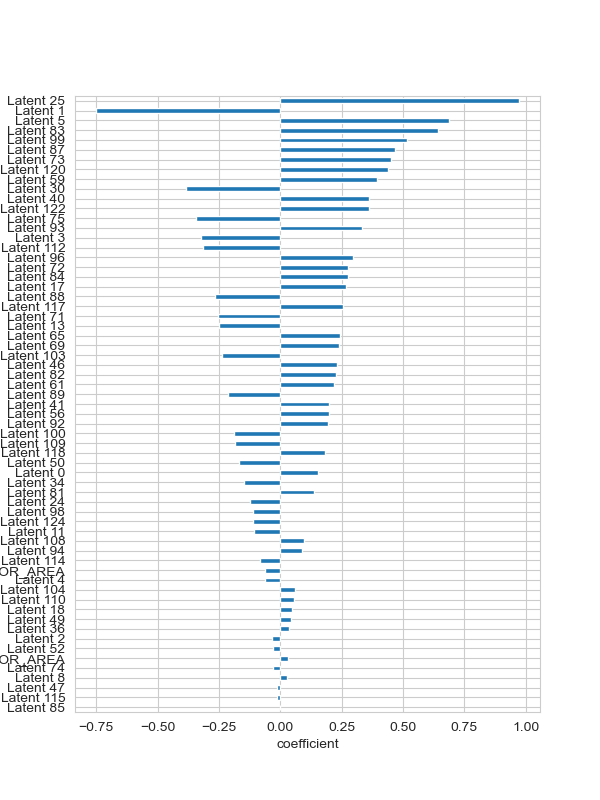 Latent 25
Latent 1
Latent 5
Latent 83
Latent 99
Latent 87
Latent 73
Latent 120
Latent 59
Latent 30
Latent 40
Latent 122
Latent 75
Latent 93
Latent 3
Latent 112
Latent 96
Latent 72
Latent 84
Latent 17
Latent 88
Latent 117
Latent 71
Latent 13
Latent 65
Latent 69
Latent 103
Latent 46
Latent 82
Latent 61
Latent 89
Latent 41
Latent 56
Latent 92
Latent 100
Latent 109
Latent 118
Latent 50
Latent 0
Latent 34
Latent 81
Latent 24
Latent 98
Latent 124
Latent 11
Latent 108
Latent 94
Latent 114
OR_AREA
Latent 4
Latent 104
Latent 110
Latent 18
Latent 49
Latent 36
Latent 2
Latent 52
OR_AREA
Latent 74
Latent 8
Latent 47
Latent 115
Latent 85
−0.75 −0.50 −0.25 0.00 0.25 0.50 0.75 1.00
coefficient